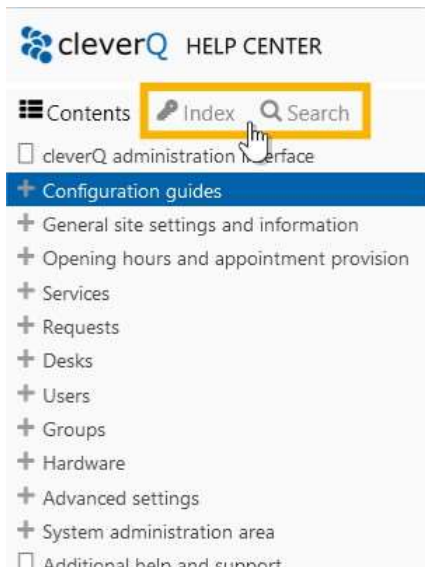 cleverQ HELP CENTER
Contents Index Search
cleverQ administration interface
Configuration guides
General site settings and information
Opening hours and appointment provision
Services
Requests
Desks
Users
Groups
Hardware
Advanced settings
System administration area
Additional help and support